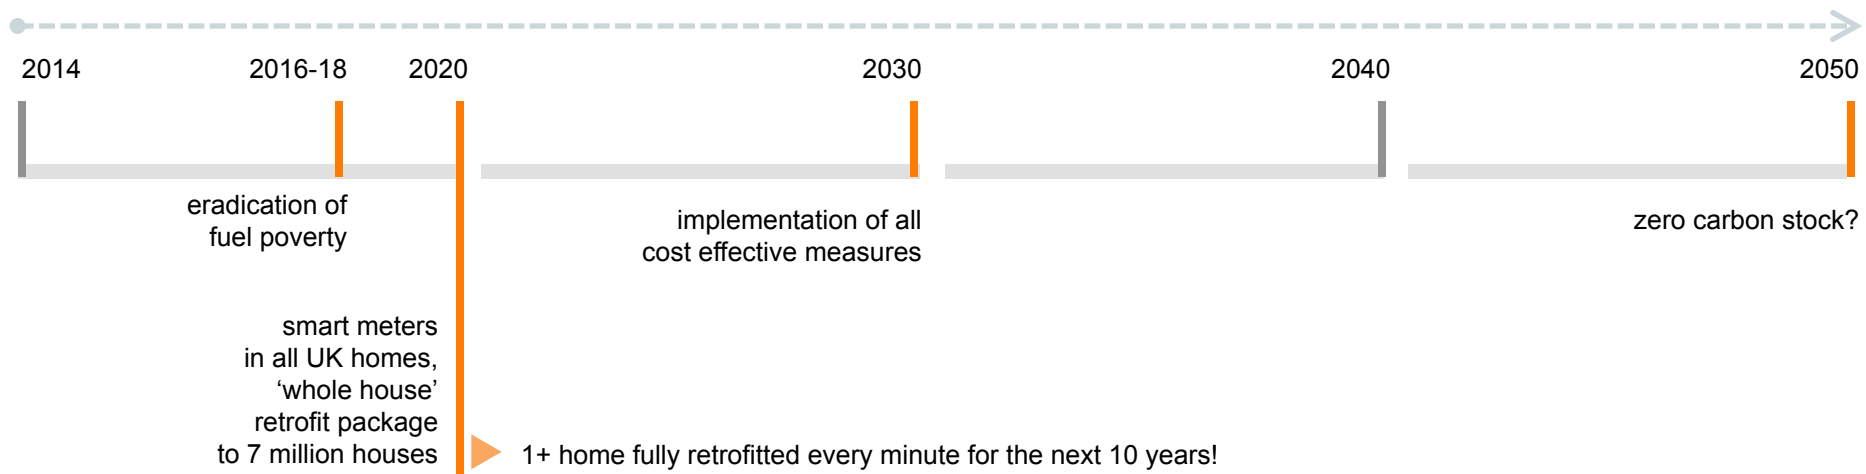 2014 2016-18 2020 2030 2040 2050
eradication of
fuel poverty
implementation of all
cost effective measures
zero carbon stock?
smart meters
in all UK homes,
‘whole house’
retrofit package
to 7 million houses
1+ home fully retrofitted every minute for the next 10 years!